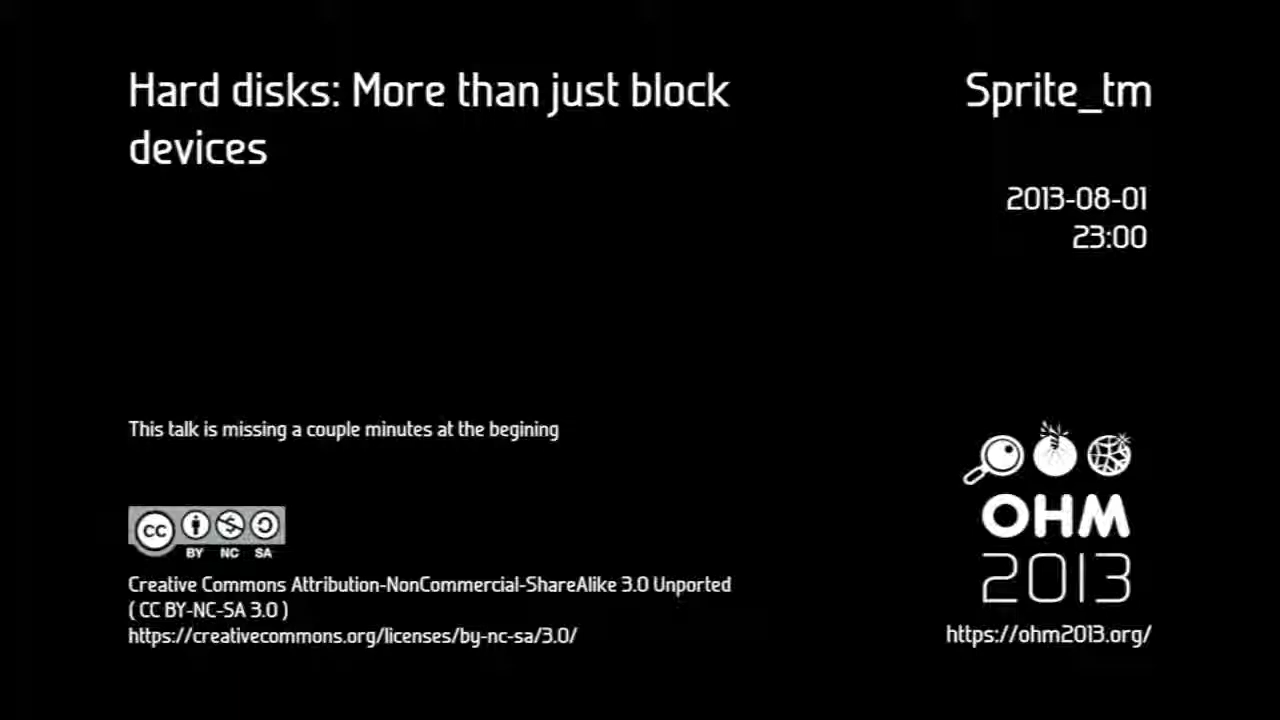 Hard disks: More than just block
devices
Sprite_tm
2013-08-01
23:00
This talk is missing a couple minutes at the begining
CC BY NC SA
Creative Commons Attribution-NonCommercial-ShareAlike 3.0 Unported
( CC BY-NC-SA 3.0 )
https://creativecommons.org/licenses/by-nc-sa/3.0/
OHM
2013
https://ohm2013.org/